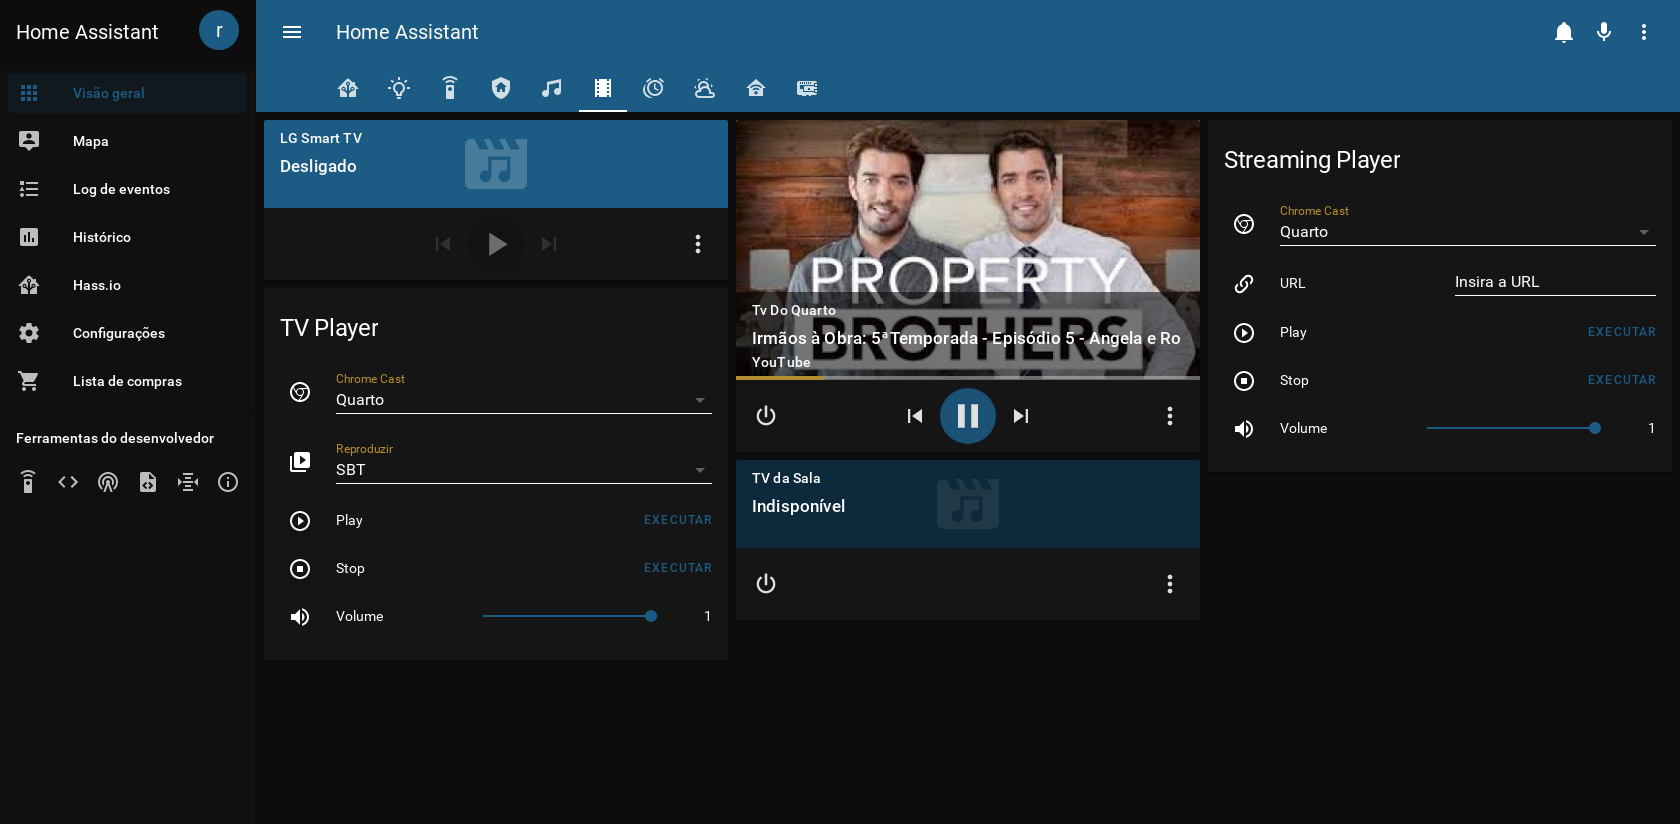 Home Assistant
r
Visão geral
Mapa
Log de eventos
Histórico
Hass.io
Configurações
Lista de compras
Ferramentas do desenvolvedor
Home Assistant
LG Smart TV
Desligado
TV Player
Chrome Cast
Quarto
Reproduzir
SBT
Play
EXECUTAR
Stop
EXECUTAR
Volume
1
PROPERTY
BROTHERS
Tv Do Quarto
Irmãos à Obra: 5ª Temporada - Episódio 5 - Angela e Ro
YouTube
TV da Sala
Indisponível
Streaming Player
Chrome Cast
Quarto
URL
Insira a URL
Play
EXECUTAR
Stop
EXECUTAR
Volume
1